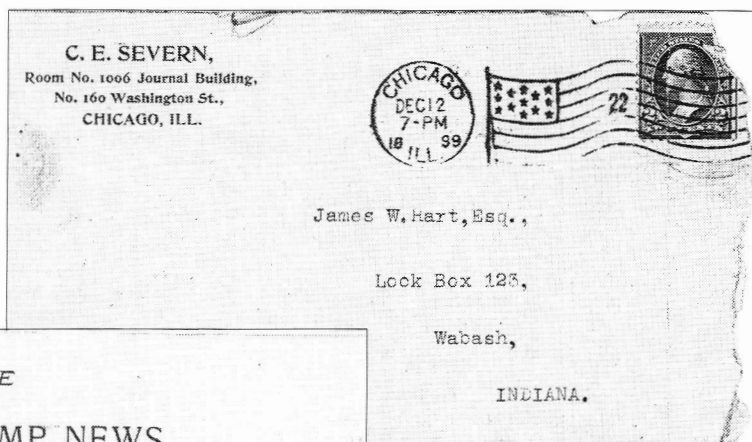 C. E. SEVERN,
Room No. 1006 Journal Building,
No. 160 Washington St.,
CHICAGO, ILL.
CHICAGO
DEC 12
7-PM
18 99
ILL.
22
James W. Hart, Esq.,
Lock Box 123,
Wabash,
INDIANA.
E
MP NEWS